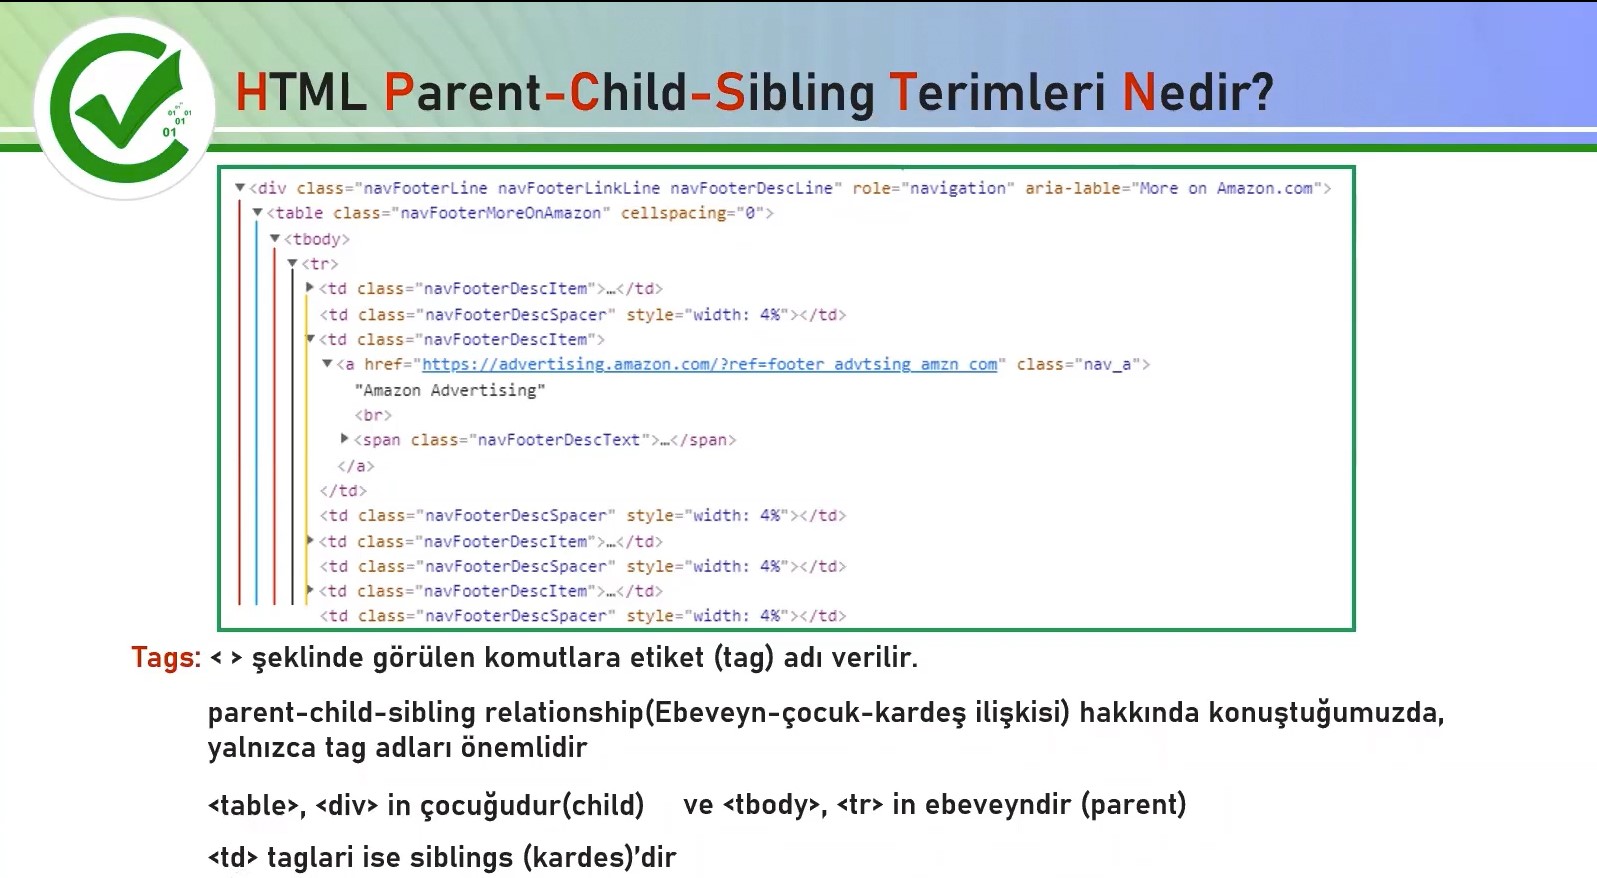 HTML Parent-Child-Sibling Terimleri Nedir?
01 01
01
01
<div class="navFooterLine navFooterLinkLine navFooterDescLine" role="navigation" aria-lable="More on Amazon.com">
<table class="navFooterMoreOnAmazon" cellspacing="0">
<tbody>
<tr>
<td class="navFooterDescItem">…</td>
<td class="navFooterDescSpacer" style="width: 4%"></td>
<td class="navFooterDescItem">
<a href="https://advertising.amazon.com/?ref=footer_advtsing_amzn_com" class="nav_a">
"Amazon Advertising"
<br>
<span class="navFooterDescText">…</span>
</a>
</td>
<td class="navFooterDescSpacer" style="width: 4%"></td>
<td class="navFooterDescItem">…</td>
<td class="navFooterDescSpacer" style="width: 4%"></td>
<td class="navFooterDescItem">…</td>
<td class="navFooterDescSpacer" style="width: 4%"></td>
Tags: < > şeklinde görülen komutlara etiket (tag) adı verilir.
parent-child-sibling relationship(Ebeveyn-çocuk-kardeş ilişkisi) hakkında konuştuğumuzda,
yalnızca tag adları önemlidir
<table>, <div> in çocuğudur(child) ve <tbody>, <tr> in ebeveyndir (parent)
<td> taglari ise siblings (kardes)'dir